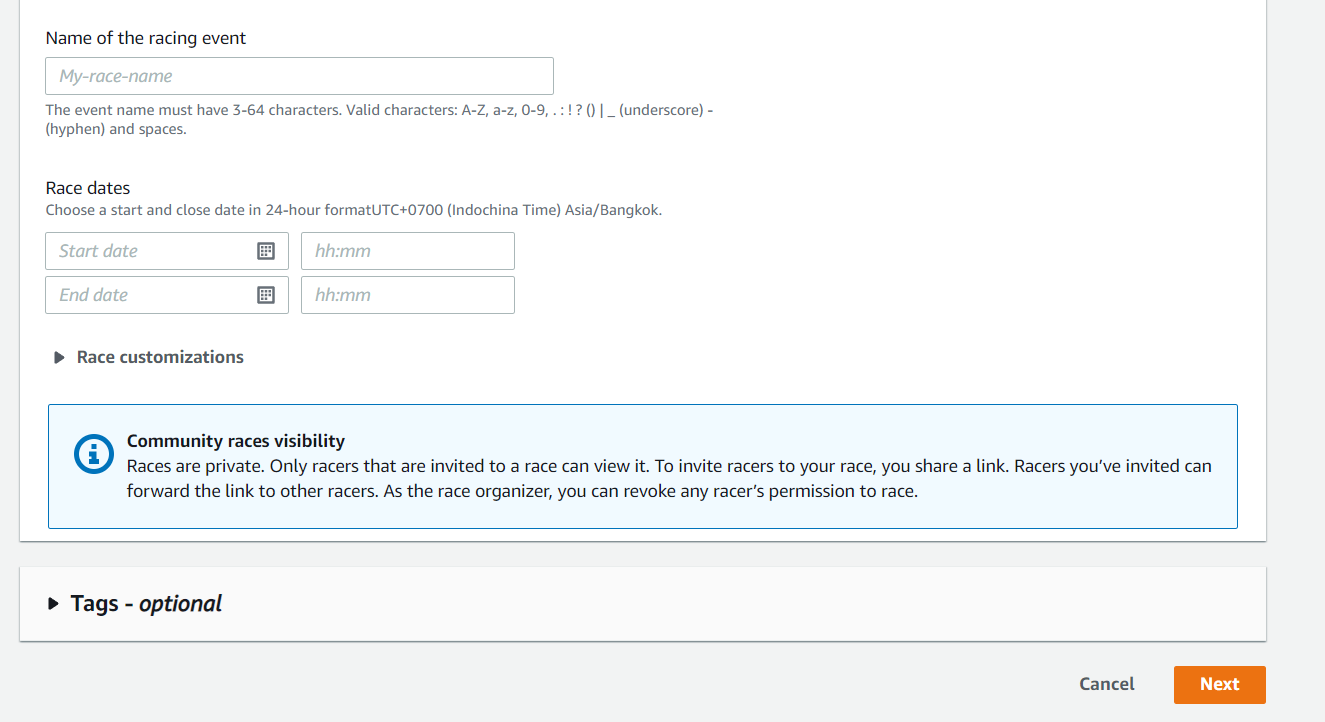 Name of the racing event
My-race-name
The event name must have 3-64 characters. Valid characters: A-Z, a-z, 0-9, . : ! ? () | _ (underscore) -
(hyphen) and spaces.
Race dates
Choose a start and close date in 24-hour formatUTC+0700 (Indochina Time) Asia/Bangkok.
Start date hh:mm
End date hh:mm
Race customizations
Community races visibility
Races are private. Only racers that are invited to a race can view it. To invite racers to your race, you share a link. Racers you’ve invited can
forward the link to other racers. As the race organizer, you can revoke any racer’s permission to race.
Tags - optional
Cancel Next